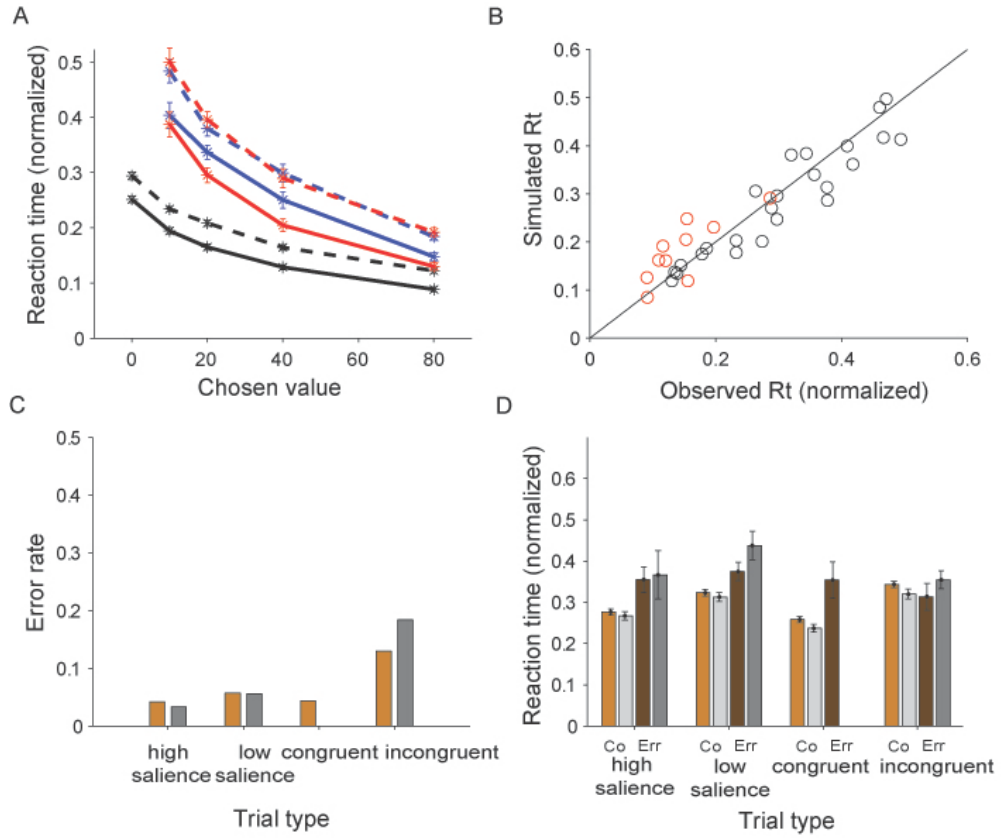 A
Reaction time (normalized)
0.5
0.4
0.3
0.2
0.1
0
0 20 40 60 80
Chosen value
B
Simulated Rt
0.6
0.5
0.4
0.3
0.2
0.1
0
0 0.2 0.4 0.6
Observed Rt (normalized)
C
Error rate
0.5
0.4
0.3
0.2
0.1
0
high low congruent incongruent
salience salience
Trial type
D
Reaction time (normalized)
0.6
0.5
0.4
0.3
0.2
0.1
0
Co Err Co Err Co Err Co Err
high low congruent incongruent
salience salience
Trial type